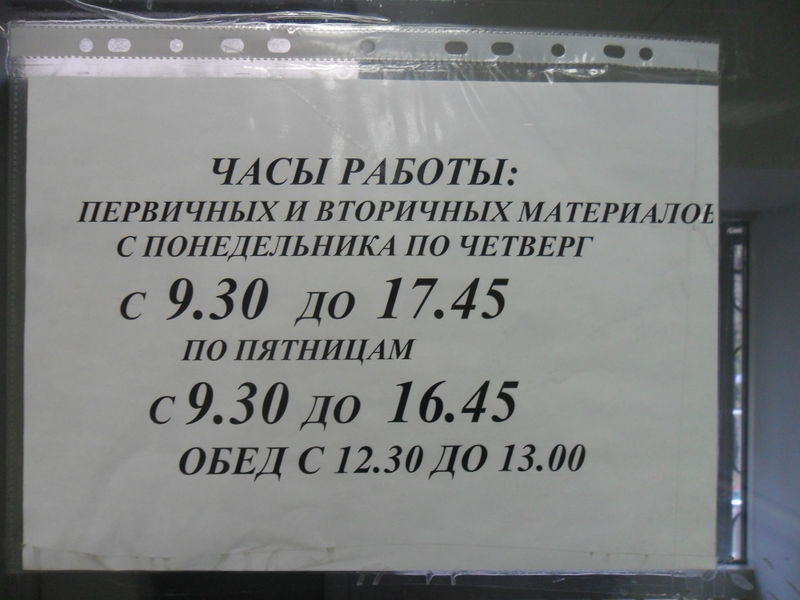 ЧАСЫ РАБОТЫ:
ПЕРВИЧНЫХ И ВТОРИЧНЫХ МАТЕРИАЛОВ
С ПОНЕДЕЛЬНИКА ПО ЧЕТВЕРГ
С 9.30 ДО 17.45
ПО ПЯТНИЦАМ
С 9.30 ДО 16.45
ОБЕД С 12.30 ДО 13.00